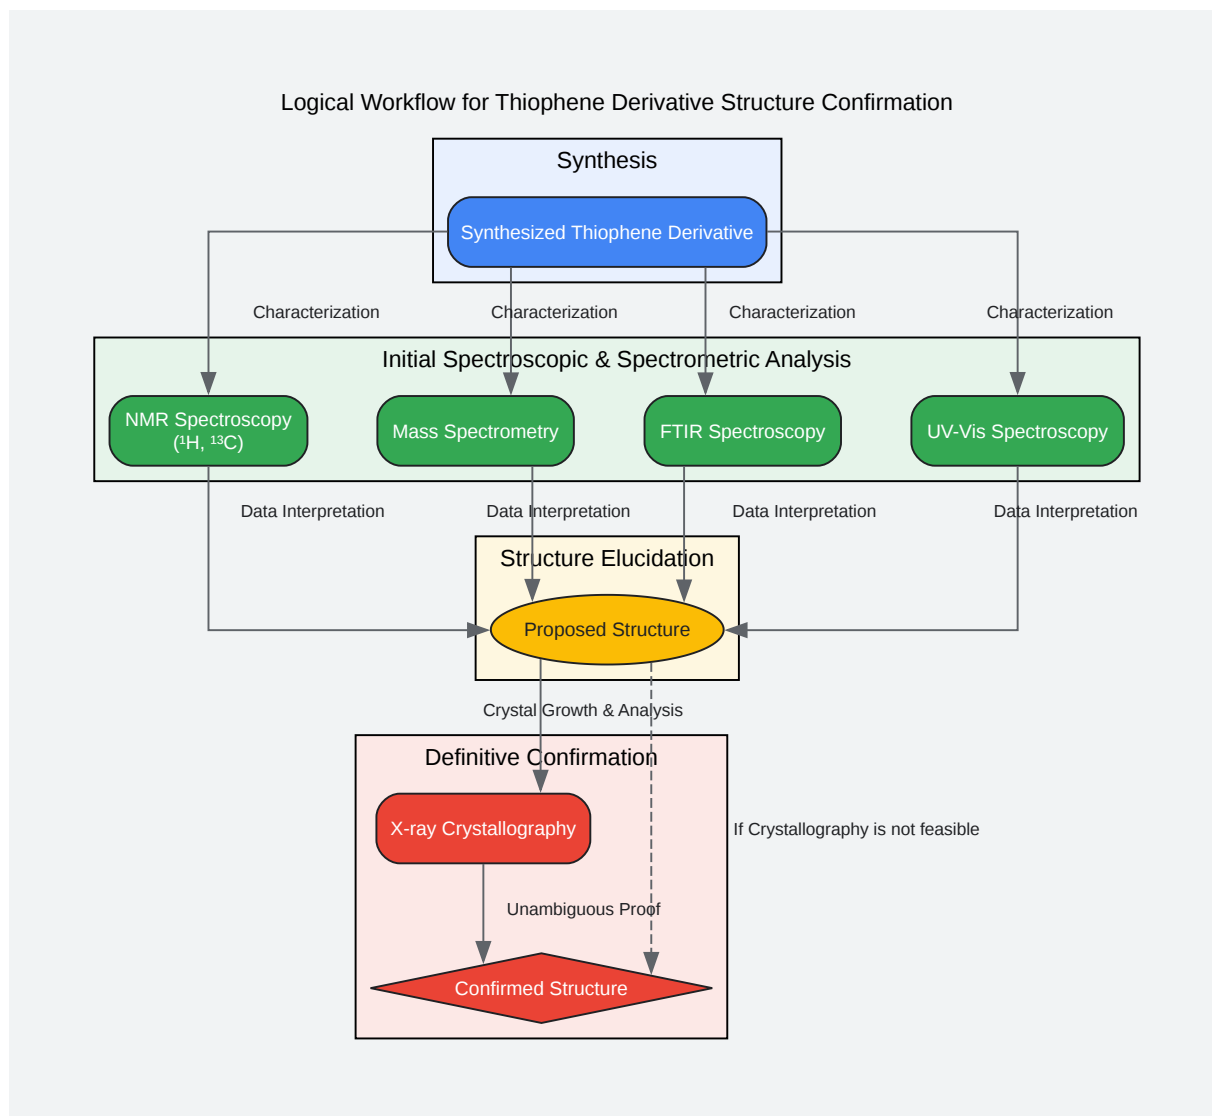 Logical Workflow for Thiophene Derivative Structure Confirmation
Synthesis
Synthesized Thiophene Derivative
Characterization
Characterization
Characterization
Characterization
Initial Spectroscopic & Spectrometric Analysis
NMR Spectroscopy
(¹H, ¹³C)
Mass Spectrometry
FTIR Spectroscopy
UV-Vis Spectroscopy
Data Interpretation
Data Interpretation
Data Interpretation
Data Interpretation
Structure Elucidation
Proposed Structure
Crystal Growth & Analysis
Definitive Confirmation
X-ray Crystallography
If Crystallography is not feasible
Unambiguous Proof
Confirmed Structure